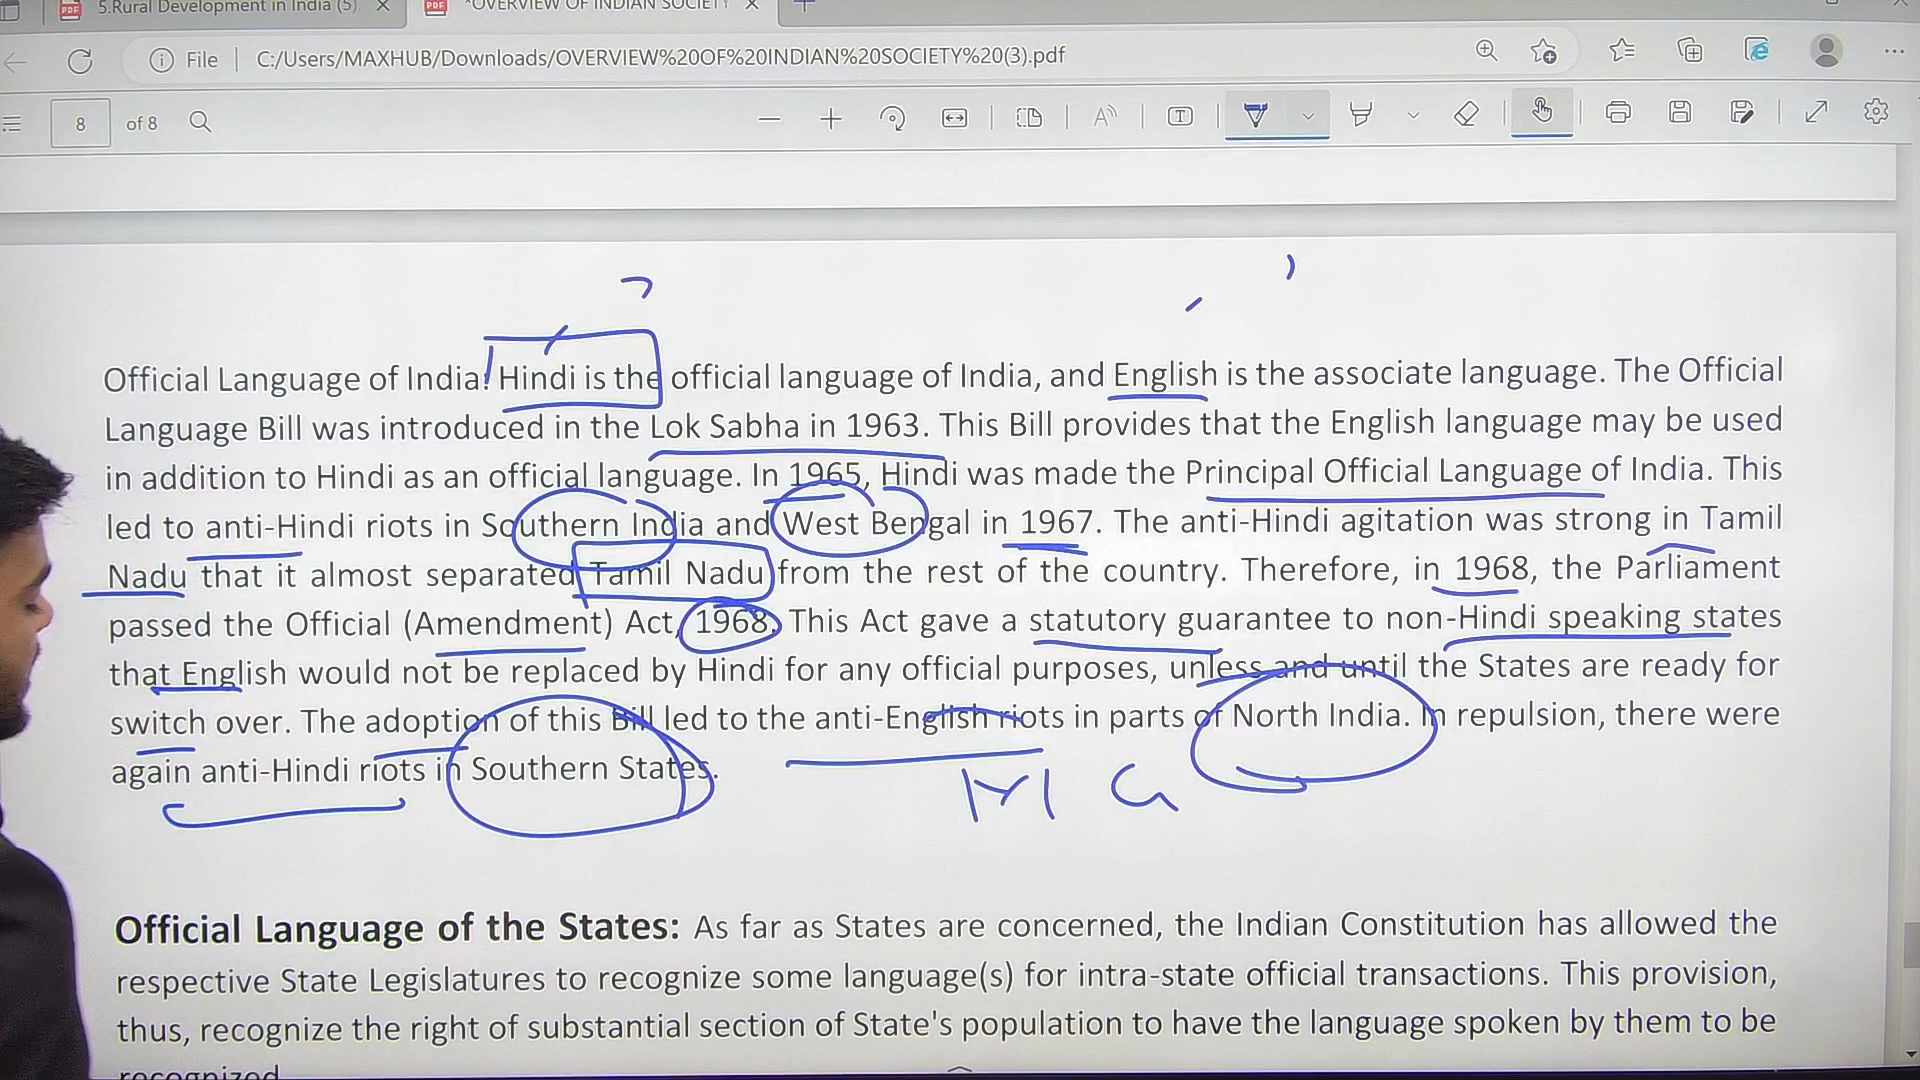 5.Rural Development in India (5)
*OVERVIEW OF INDIAN SOCIETY
File
C:/Users/MAXHUB/Downloads/OVERVIEW%20OF%20INDIAN%20SOCIETY%20(3).pdf
8 of 8
Official Language of India: Hindi is the official language of India, and English is the associate language. The Official
Language Bill was introduced in the Lok Sabha in 1963. This Bill provides that the English language may be used
in addition to Hindi as an official language. In 1965, Hindi was made the Principal Official Language of India. This
led to anti-Hindi riots in Southern India and West Bengal in 1967. The anti-Hindi agitation was strong in Tamil
Nadu that it almost separated Tamil Nadu from the rest of the country. Therefore, in 1968, the Parliament
passed the Official (Amendment) Act, 1968. This Act gave a statutory guarantee to non-Hindi speaking states
that English would not be replaced by Hindi for any official purposes, unless and until the States are ready for
switch over. The adoption of this Bill led to the anti-English riots in parts of North India. In repulsion, there were
again anti-Hindi riots in Southern States.
Official Language of the States: As far as States are concerned, the Indian Constitution has allowed the
respective State Legislatures to recognize some language(s) for intra-state official transactions. This provision,
thus, recognize the right of substantial section of State's population to have the language spoken by them to be
recognized